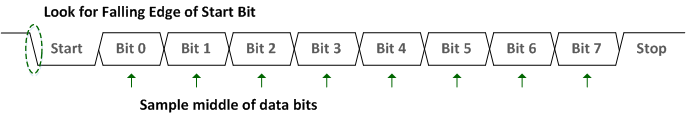 Look for Falling Edge of Start Bit
Start Bit 0 Bit 1 Bit 2 Bit 3 Bit 4 Bit 5 Bit 6 Bit 7 Stop
Sample middle of data bits